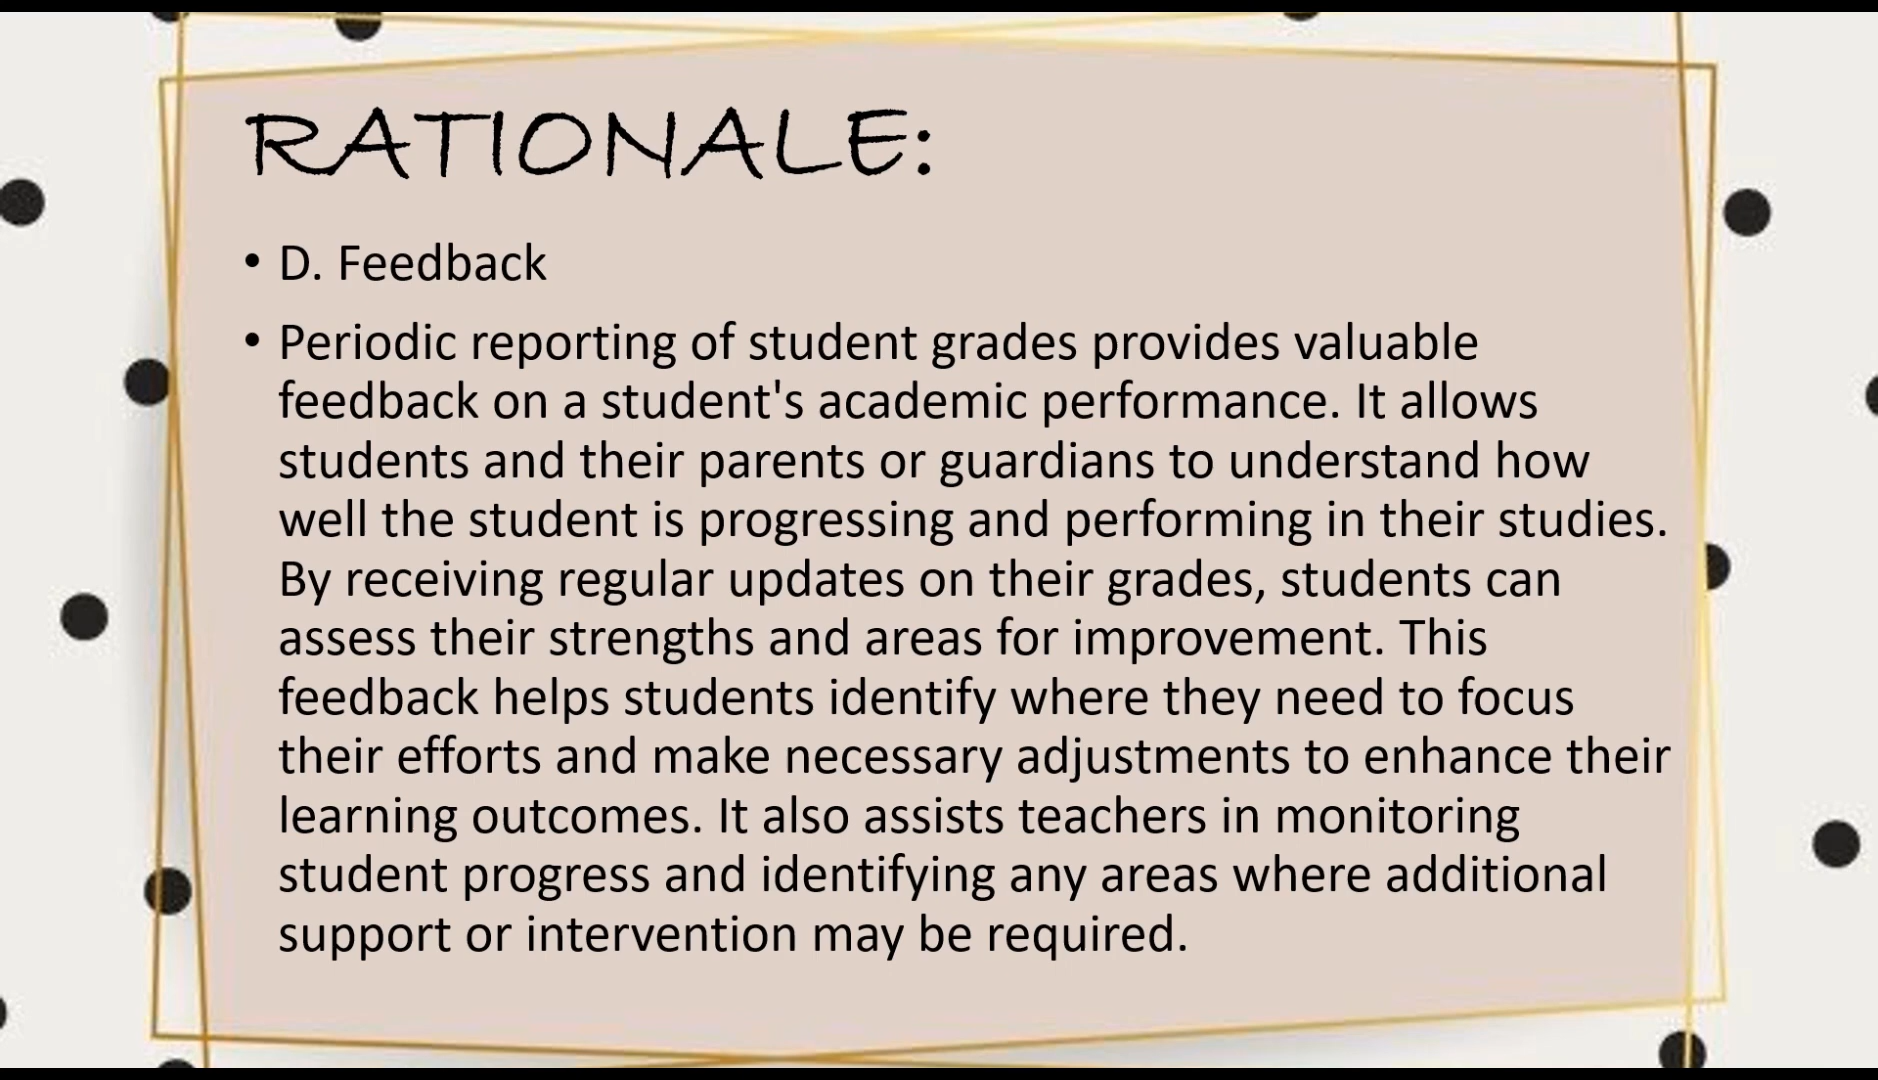 RATIONALE:
• D. Feedback
• Periodic reporting of student grades provides valuable
feedback on a student's academic performance. It allows
students and their parents or guardians to understand how
well the student is progressing and performing in their studies.
By receiving regular updates on their grades, students can
assess their strengths and areas for improvement. This
feedback helps students identify where they need to focus
their efforts and make necessary adjustments to enhance their
learning outcomes. It also assists teachers in monitoring
student progress and identifying any areas where additional
support or intervention may be required.